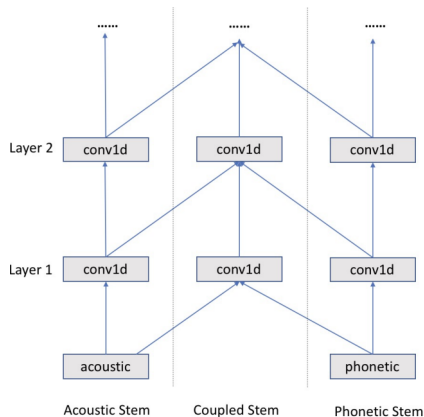 ...... ...... ......
Layer 2 conv1d conv1d conv1d
Layer 1 conv1d conv1d conv1d
acoustic phonetic
Acoustic Stem Coupled Stem Phonetic Stem